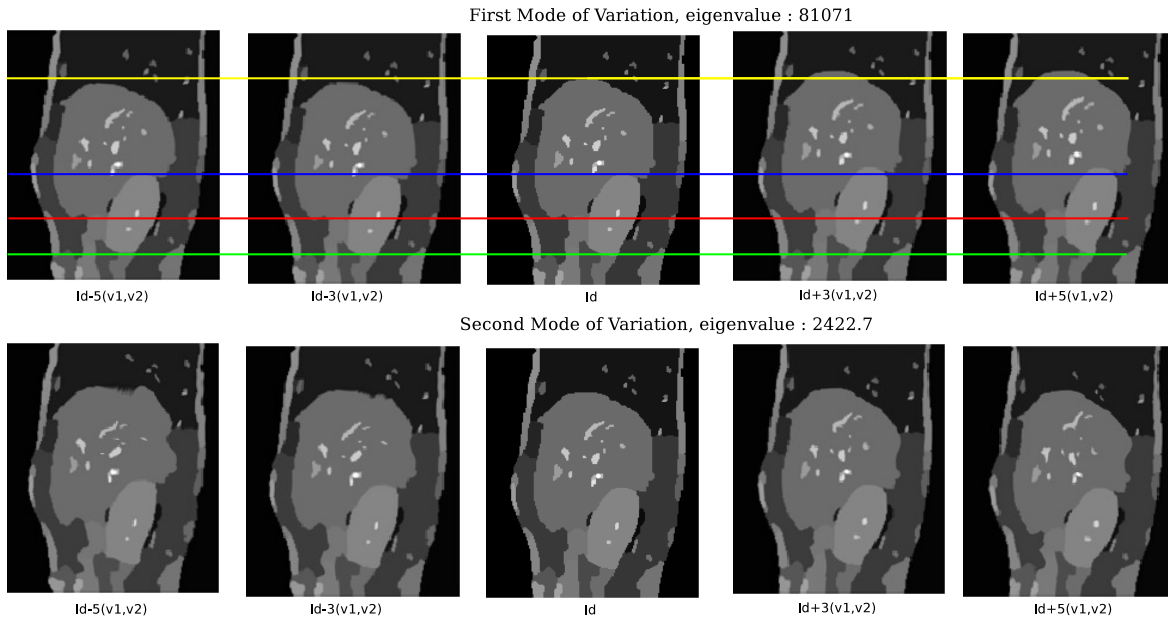 First Mode of Variation, eigenvalue : 81071
Id-5(v1,v2) Id-3(v1,v2) Id Id+3(v1,v2) Id+5(v1,v2)
Second Mode of Variation, eigenvalue : 2422.7
Id-5(v1,v2) Id-3(v1,v2) Id Id+3(v1,v2) Id+5(v1,v2)